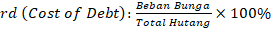 rd (Cost of Debt): Beban Bunga / Total Hutang × 100%